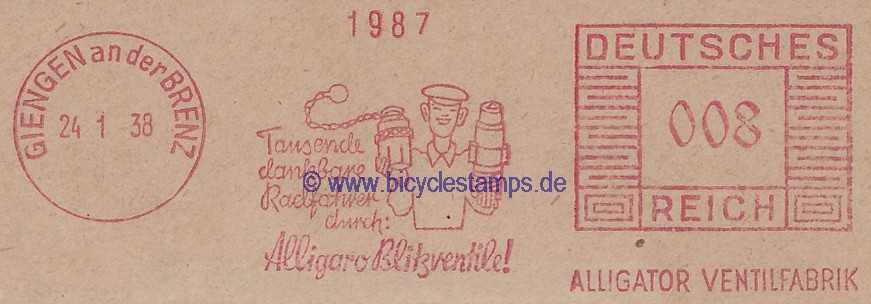 1987
GIENGEN an der BRENZ
24 1 38
Tausende
dankbare
Radfahrer
durch:
Alligaro Blitzventile!
© www.bicyclestamps.de
DEUTSCHES
008
REICH
ALLIGATOR VENTILFABRIK